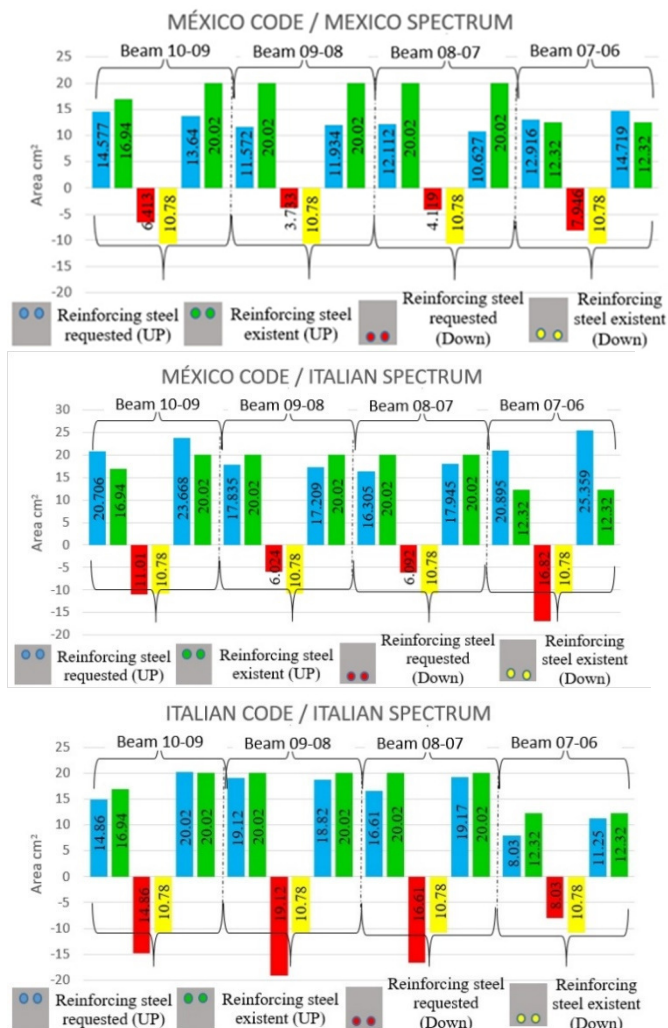 MÉXICO CODE / MEXICO SPECTRUM
Beam 10-09 Beam 09-08 Beam 08-07 Beam 07-06
Area cm²
25
20
15
10
5
0
-5
-10
-15
-20
14.577 16.94 6.413 10.78 13.64 20.02 11.572 20.02 3.733 10.78 11.934 20.02 12.112 20.02 4.119 10.78 10.627 20.02 12.916 12.32 7.946 10.78 14.719 12.32
Reinforcing steel requested (UP)
Reinforcing steel existent (UP)
Reinforcing steel requested (Down)
Reinforcing steel existent (Down)
MÉXICO CODE / ITALIAN SPECTRUM
Beam 10-09 Beam 09-08 Beam 08-07 Beam 07-06
Area cm²
30
25
20
15
10
5
0
-5
-10
-15
-20
20.706 16.94 11.01 10.78 23.668 20.02 17.835 20.02 6.024 10.78 17.209 20.02 16.305 20.02 6.092 10.78 17.945 20.02 20.895 12.32 16.82 10.78 25.359 12.32
Reinforcing steel requested (UP)
Reinforcing steel existent (UP)
Reinforcing steel requested (Down)
Reinforcing steel existent (Down)
ITALIAN CODE / ITALIAN SPECTRUM
Beam 10-09 Beam 09-08 Beam 08-07 Beam 07-06
Area cm²
25
20
15
10
5
0
-5
-10
-15
-20
14.86 16.94 14.86 10.78 20.02 20.02 19.12 20.02 19.12 10.78 18.82 20.02 16.61 20.02 16.61 10.78 19.17 20.02 8.03 12.32 8.03 10.78 11.25 12.32
Reinforcing steel requested (UP)
Reinforcing steel existent (UP)
Reinforcing steel requested (Down)
Reinforcing steel existent (Down)